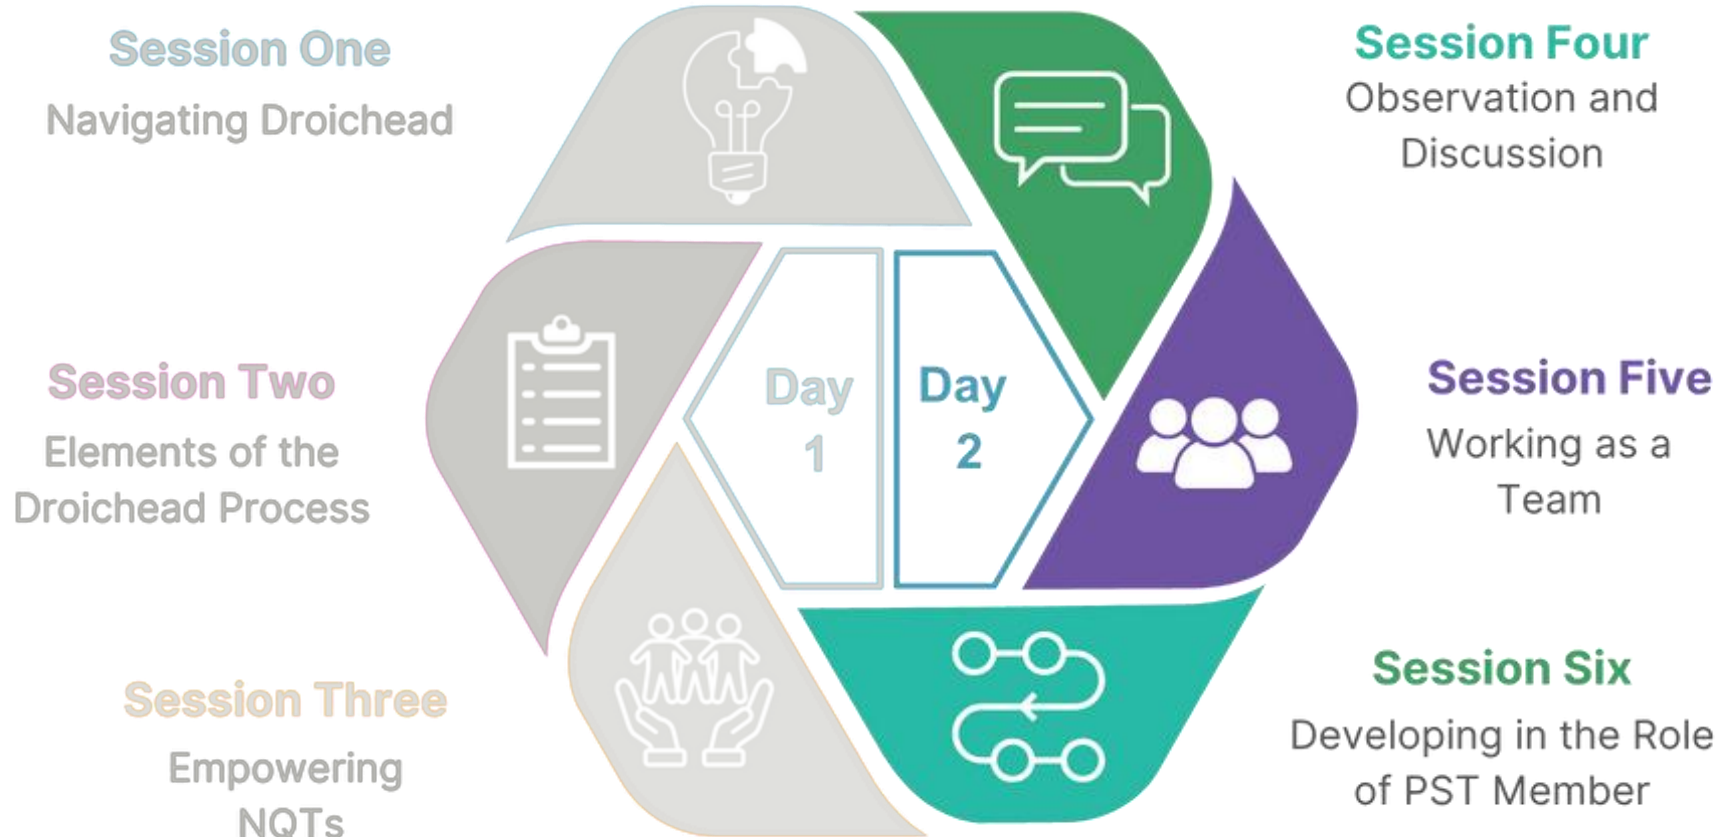 Session One
Navigating Droichead
Session Two
Elements of the
Droichead Process
Session Three
Empowering
NQTs
Day
1
Day
2
Session Four
Observation and
Discussion
Session Five
Working as a
Team
Session Six
Developing in the Role
of PST Member